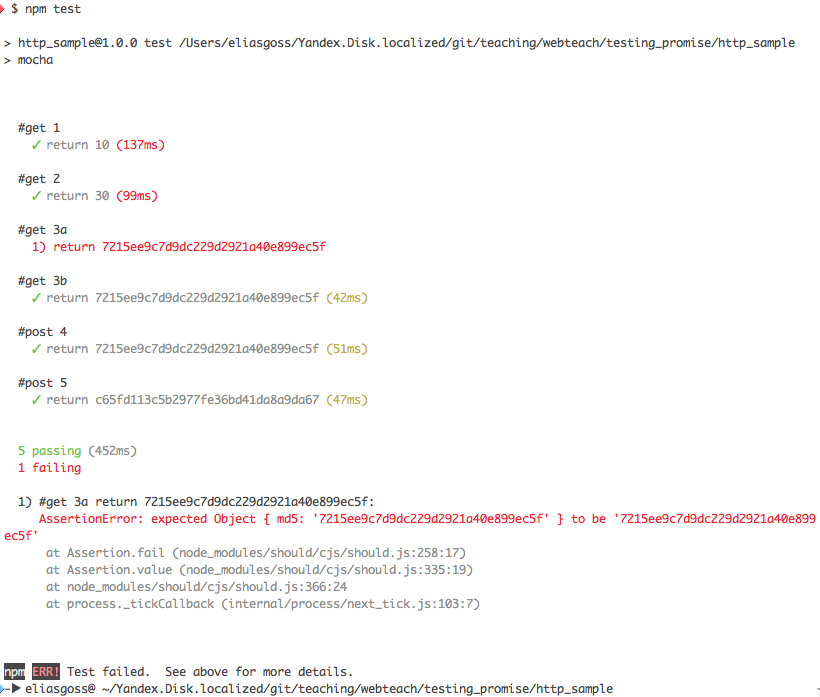 $ npm test
> http_sample@1.0.0 test /Users/eliasgoss/Yandex.Disk.localized/git/teaching/webteach/testing_promise/http_sample
> mocha
#get 1
✓ return 10 (137ms)
#get 2
✓ return 30 (99ms)
#get 3a
1) return 7215ee9c7d9dc229d2921a40e899ec5f
#get 3b
✓ return 7215ee9c7d9dc229d2921a40e899ec5f (42ms)
#post 4
✓ return 7215ee9c7d9dc229d2921a40e899ec5f (51ms)
#post 5
✓ return c65fd113c5b2977fe36bd41da8a9da67 (47ms)
5 passing (452ms)
1 failing
1) #get 3a return 7215ee9c7d9dc229d2921a40e899ec5f:
AssertionError: expected Object { md5: '7215ee9c7d9dc229d2921a40e899ec5f' } to be '7215ee9c7d9dc229d2921a40e899
ec5f'
at Assertion.fail (node_modules/should/cjs/should.js:258:17)
at Assertion.value (node_modules/should/cjs/should.js:335:19)
at node_modules/should/cjs/should.js:366:24
at process._tickCallback (internal/process/next_tick.js:103:7)
npm ERR! Test failed.  See above for more details.
eliasgoss@ ~/Yandex.Disk.localized/git/teaching/webteach/testing_promise/http_sample